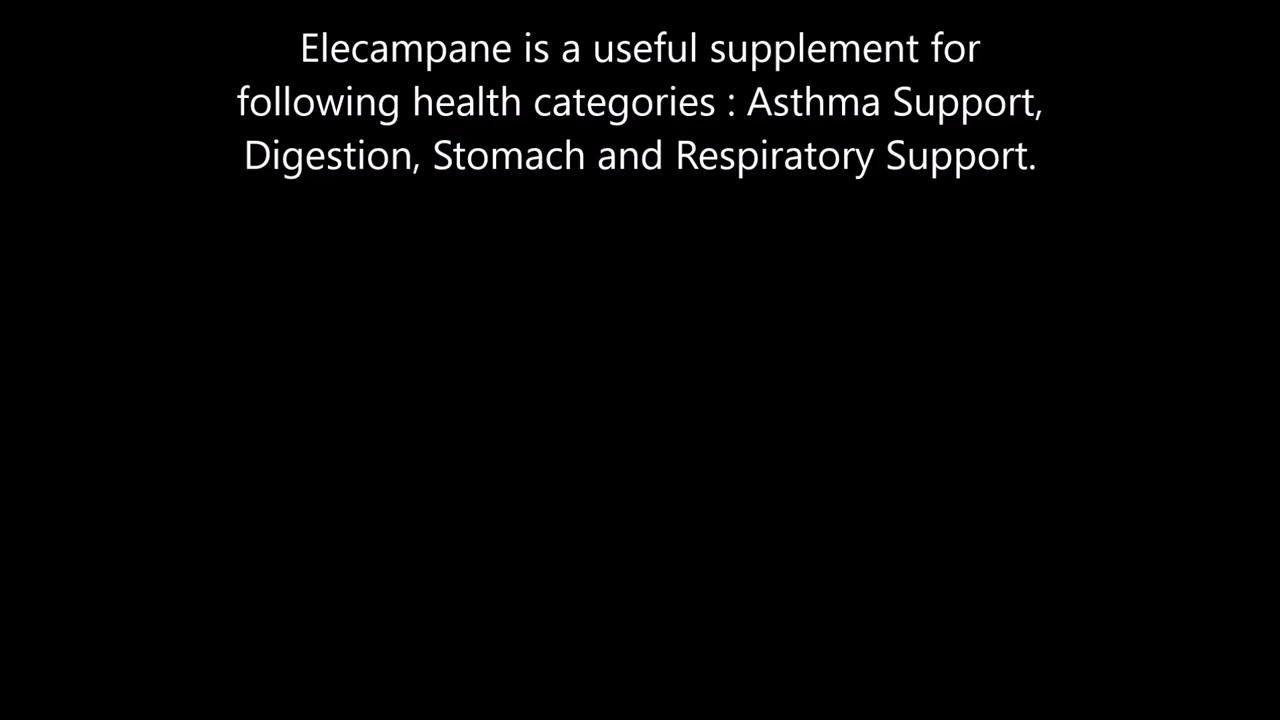 Elecampane is a useful supplement for
following health categories : Asthma Support,
Digestion, Stomach and Respiratory Support.